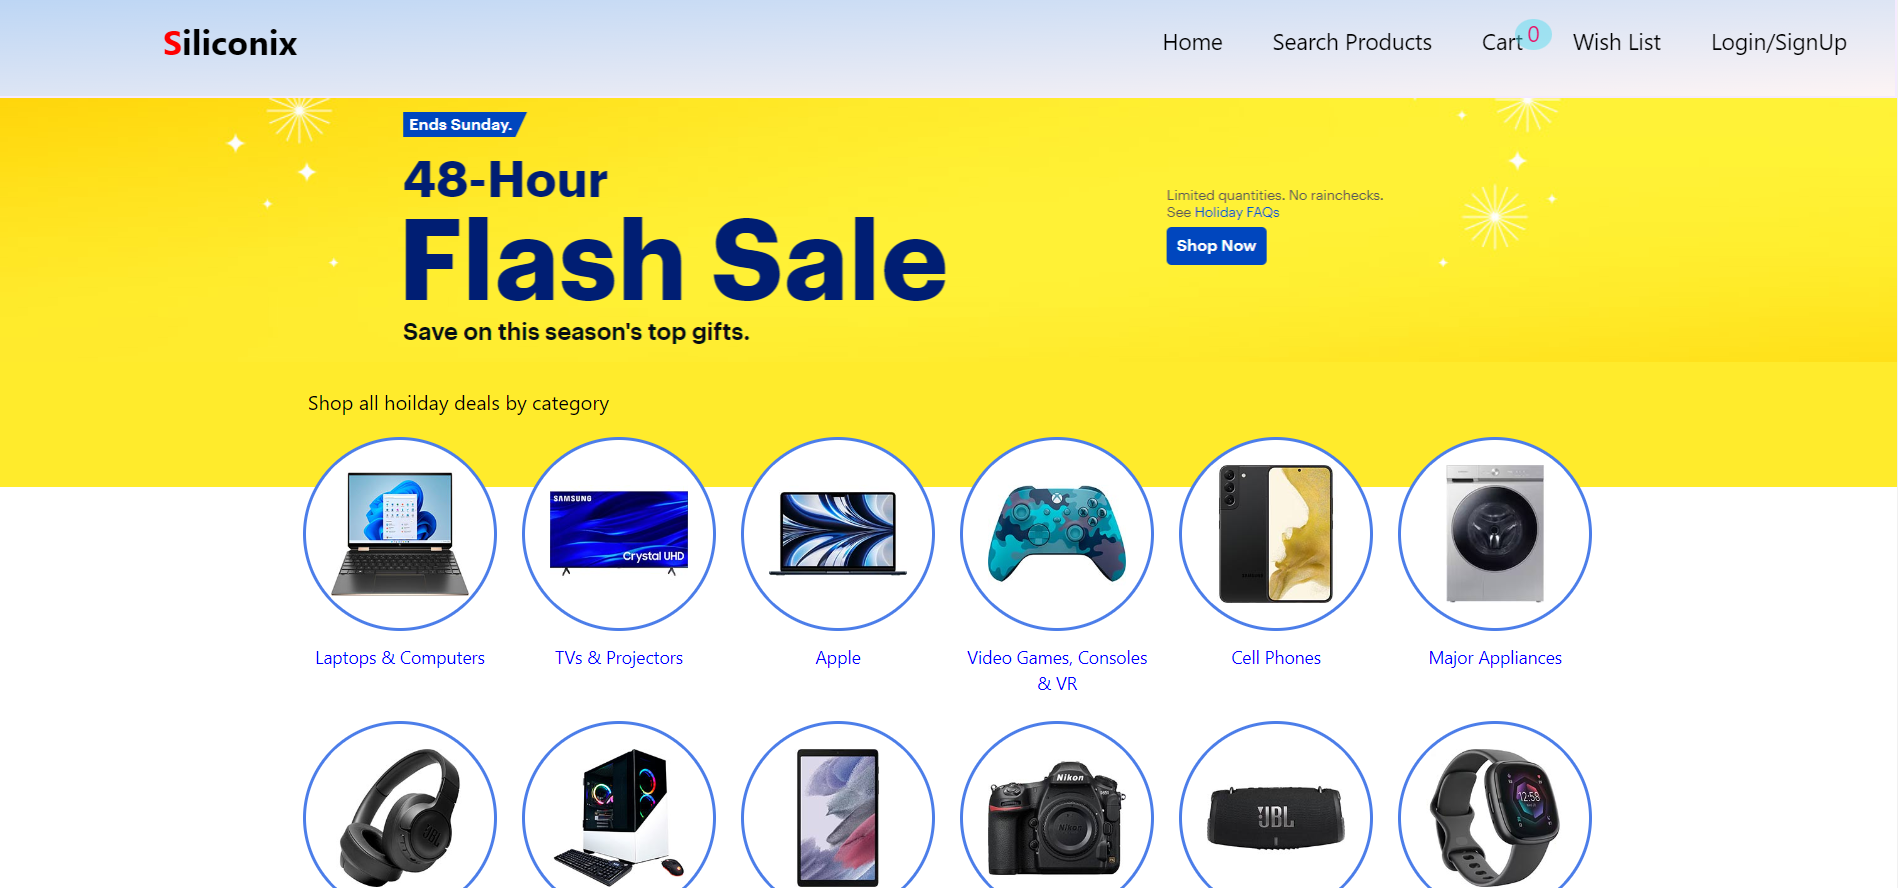 Siliconix
Home Search Products Cart 0 Wish List Login/SignUp
Ends Sunday.
48-Hour
Flash Sale
Save on this season's top gifts.
Limited quantities. No rainchecks.
See Holiday FAQs
Shop Now
Shop all hoilday deals by category
SAMSUNG
Crystal UHD
Laptops & Computers
TVs & Projectors
Apple
Video Games, Consoles
& VR
Cell Phones
Major Appliances
JBL
Nikon
Nikon
JBL
12:58